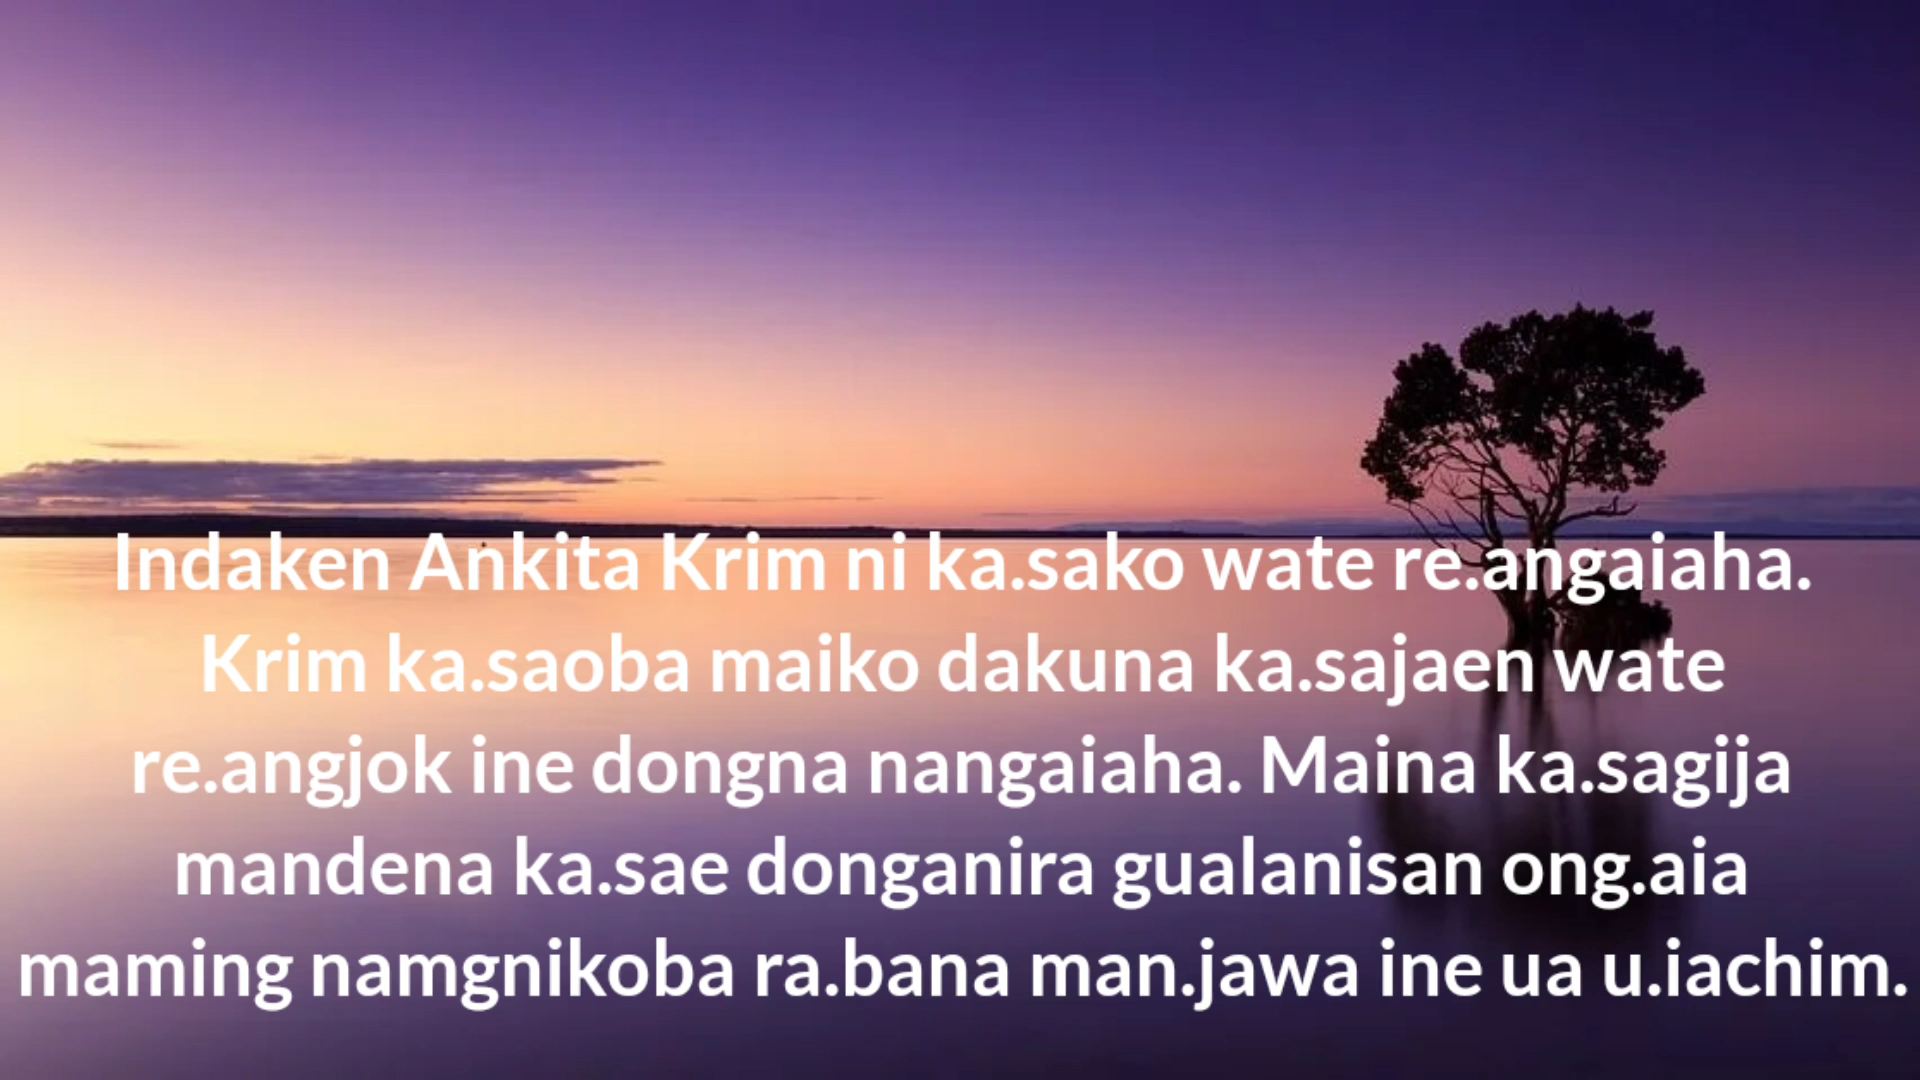 Indaken Ankita Krim ni ka.sako wate re.angaiaha.
Krim ka.saoba maiko dakuna ka.sajaen wate
re.angjok ine dongna nangaiaha. Maina ka.sagija
mandena ka.sae donganira gualanisan ong.aia
maming namgnikoba ra.bana man.jawa ine ua u.iachim.